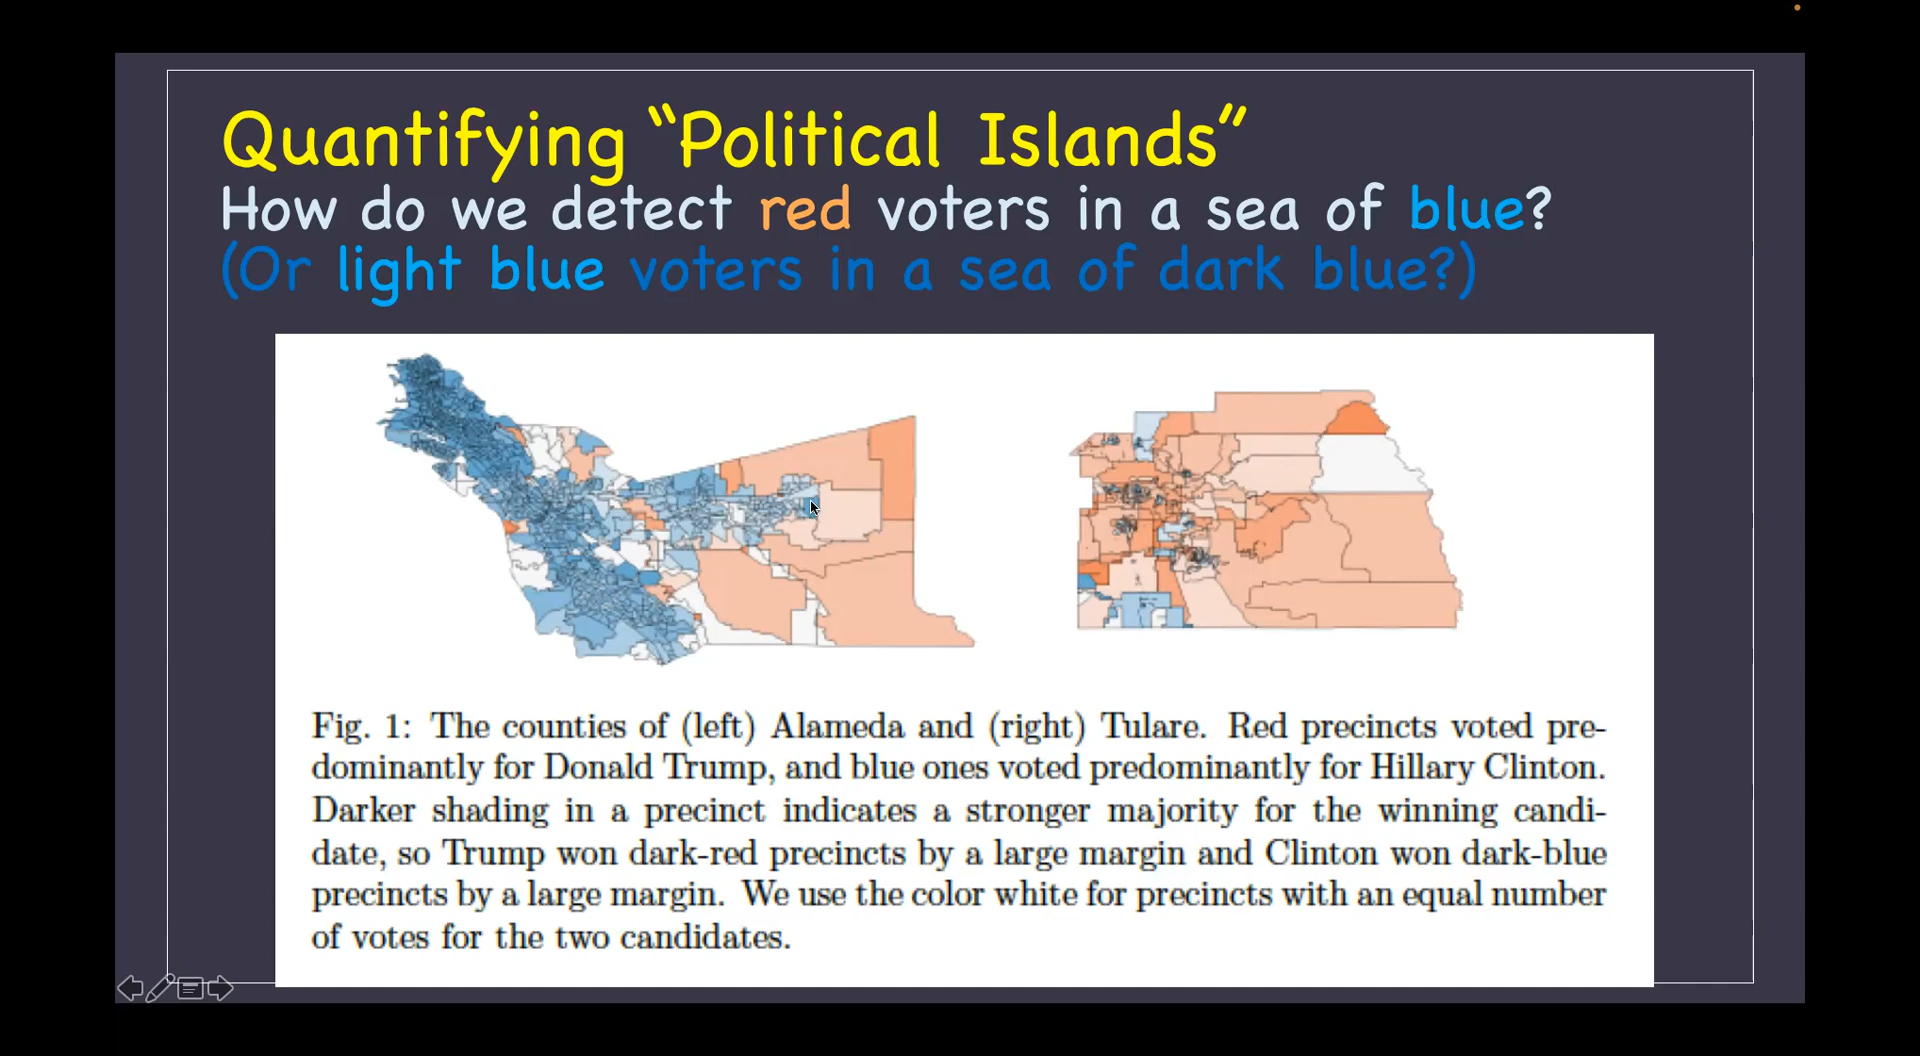 Quantifying “Political Islands”
How do we detect red voters in a sea of blue?
(Or light blue voters in a sea of dark blue?)
Fig. 1: The counties of (left) Alameda and (right) Tulare. Red precincts voted pre-
dominantly for Donald Trump, and blue ones voted predominantly for Hillary Clinton.
Darker shading in a precinct indicates a stronger majority for the winning candi-
date, so Trump won dark-red precincts by a large margin and Clinton won dark-blue
precincts by a large margin. We use the color white for precincts with an equal number
of votes for the two candidates.